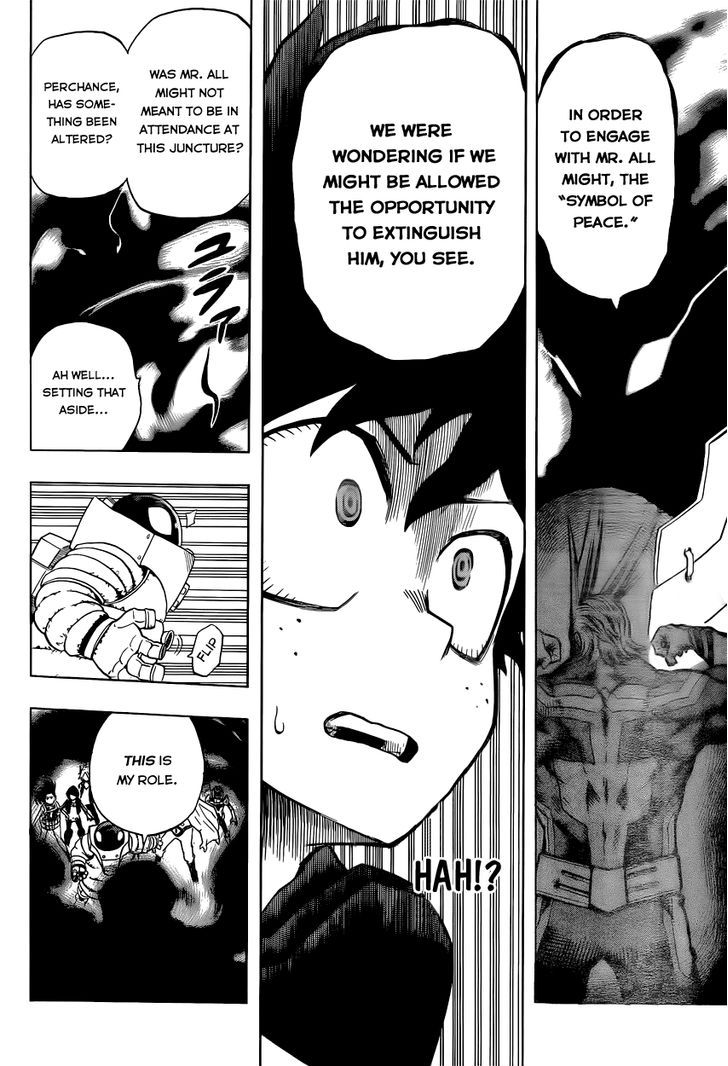 IN ORDER
TO ENGAGE
WITH MR. ALL
MIGHT, THE
"SYMBOL OF
PEACE."
WE WERE
WONDERING IF WE
MIGHT BE ALLOWED
THE OPPORTUNITY
TO EXTINGUISH
HIM, YOU SEE.
HAH!?
WAS MR. ALL
MIGHT NOT
MEANT TO BE IN
ATTENDANCE AT
THIS JUNCTURE?
PERCHANCE,
HAS SOME-
THING BEEN
ALTERED?
ユラァ
AH WELL...
SETTING THAT
ASIDE...
FLIP
THIS IS
MY ROLE.